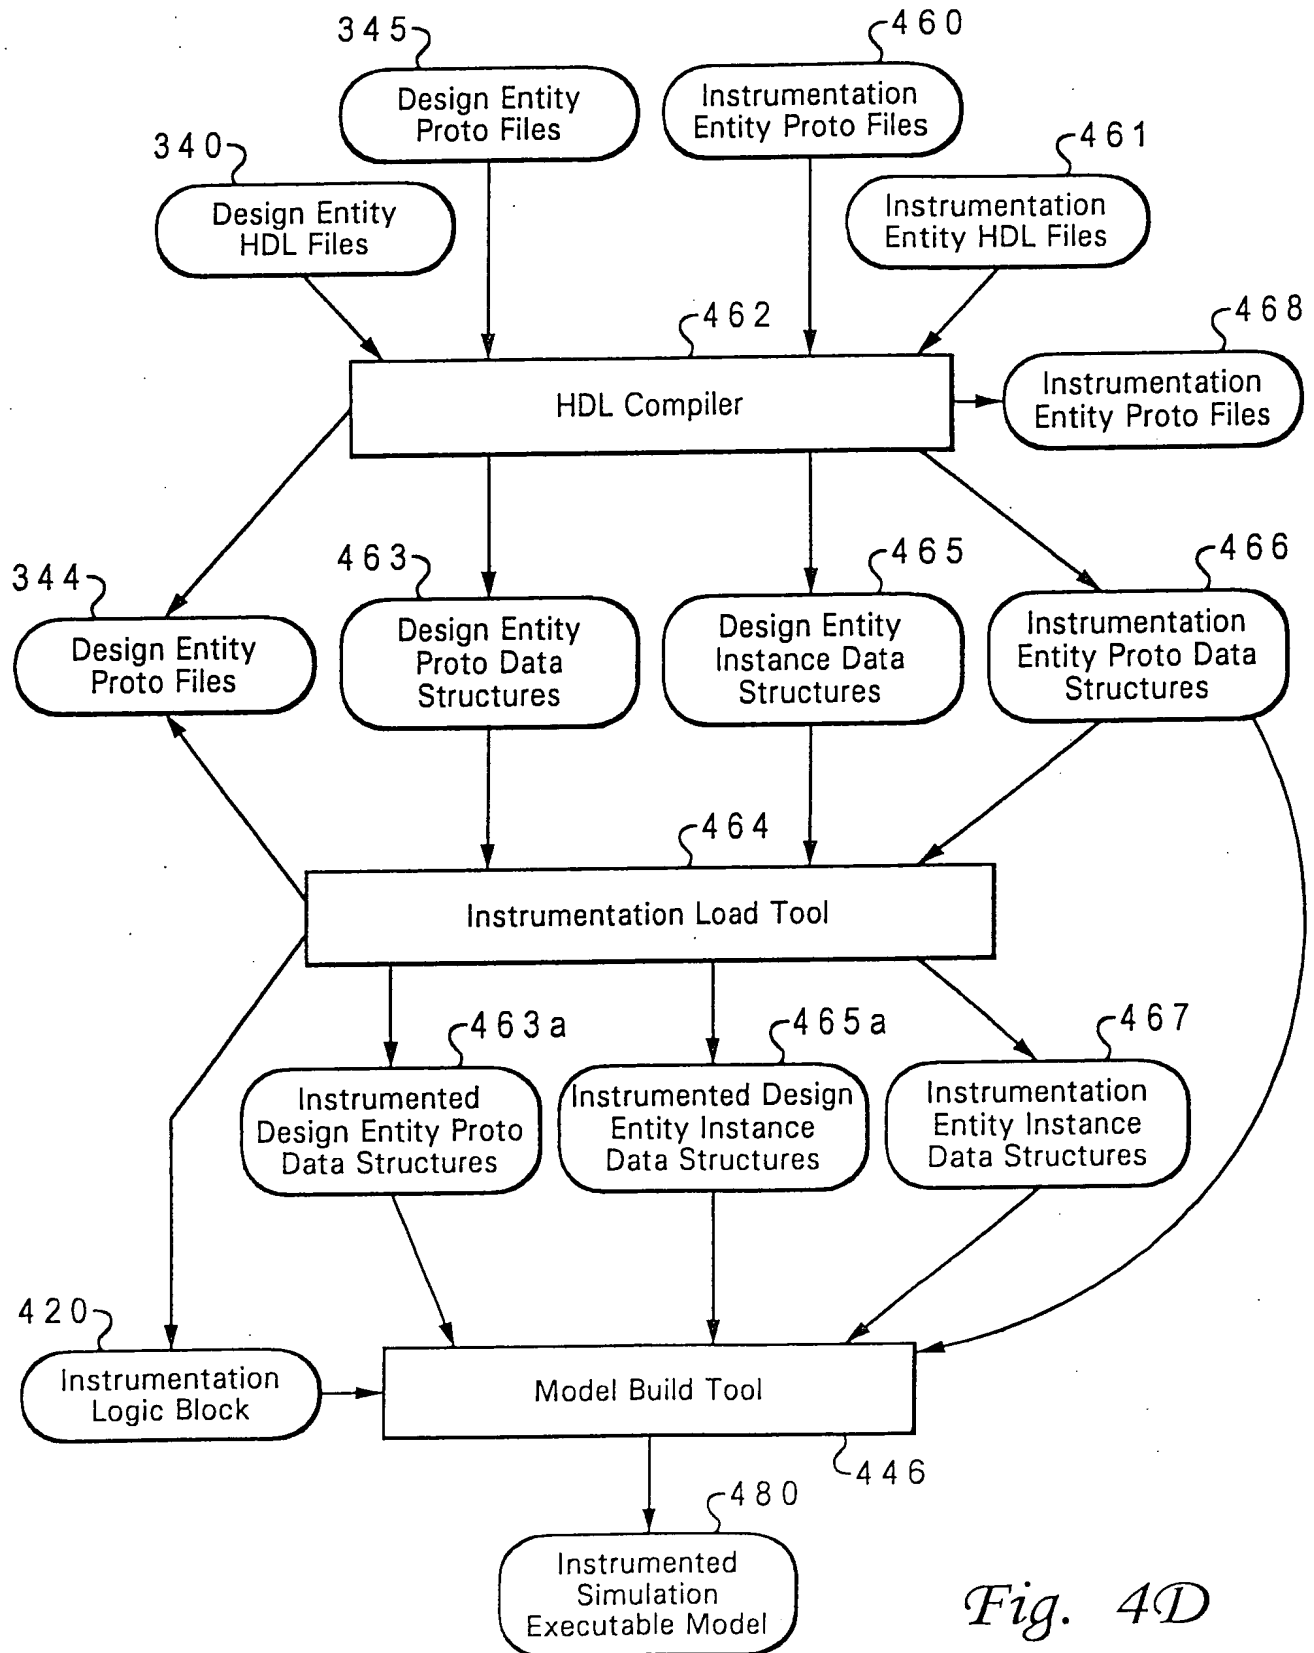 345
460
Design Entity
Proto Files
Instrumentation
Entity Proto Files
340
461
Design Entity
HDL Files
Instrumentation
Entity HDL Files
462
468
HDL Compiler
Instrumentation
Entity Proto Files
344
463
465
466
Design Entity
Proto Files
Design Entity
Proto Data
Structures
Design Entity
Instance Data
Structures
Instrumentation
Entity Proto Data
Structures
464
Instrumentation Load Tool
463a
465a
467
Instrumented
Design Entity Proto
Data Structures
Instrumented Design
Entity Instance
Data Structures
Instrumentation
Entity Instance
Data Structures
420
Instrumentation
Logic Block
Model Build Tool
446
480
Instrumented
Simulation
Executable Model
Fig. 4D